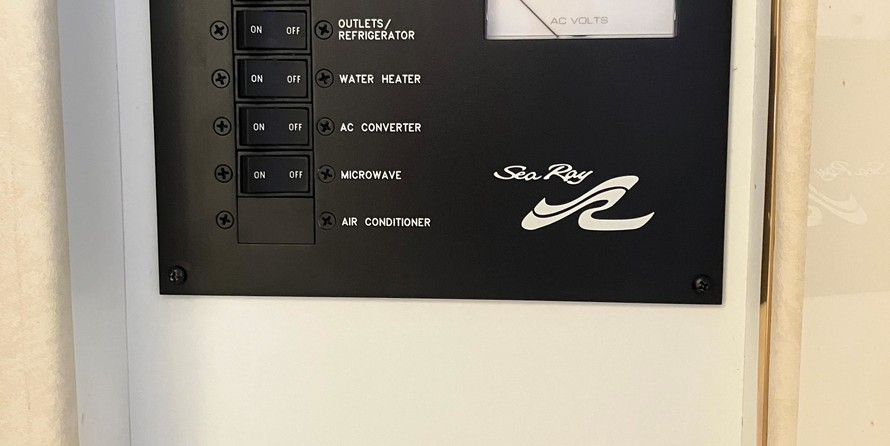 ON OFF
OUTLETS/
REFRIGERATOR
AC VOLTS
ON OFF
WATER HEATER
ON OFF
AC CONVERTER
ON OFF
MICROWAVE
Sea Ray
AIR CONDITIONER